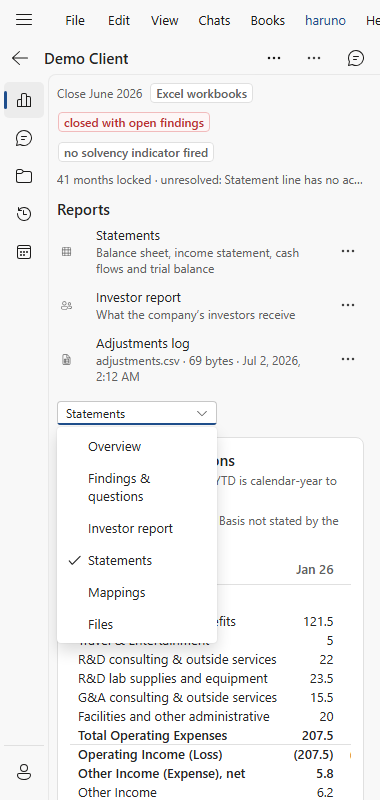 File Edit View Chats Books haruno He
Demo Client
Close June 2026 Excel workbooks
closed with open findings
no solvency indicator fired
41 months locked · unresolved: Statement line has no ac...
Reports
Statements
Balance sheet, income statement, cash
flows and trial balance
Investor report
What the company’s investors receive
Adjustments log
adjustments.csv · 69 bytes · Jul 2, 2026,
2:12 AM
Statements
Overview
Findings &
questions
Investor report
Statements
Mappings
Files
ons
YTD is calendar-year to
Basis not stated by the
Jan 26
efits 121.5
Travel & Entertainment 5
R&D consulting & outside services 22
R&D lab supplies and equipment 23.5
G&A consulting & outside services 15.5
Facilities and other administrative 20
Total Operating Expenses 207.5
Operating Income (Loss) (207.5) (
Other Income (Expense), net 5.8
Other Income 6.2